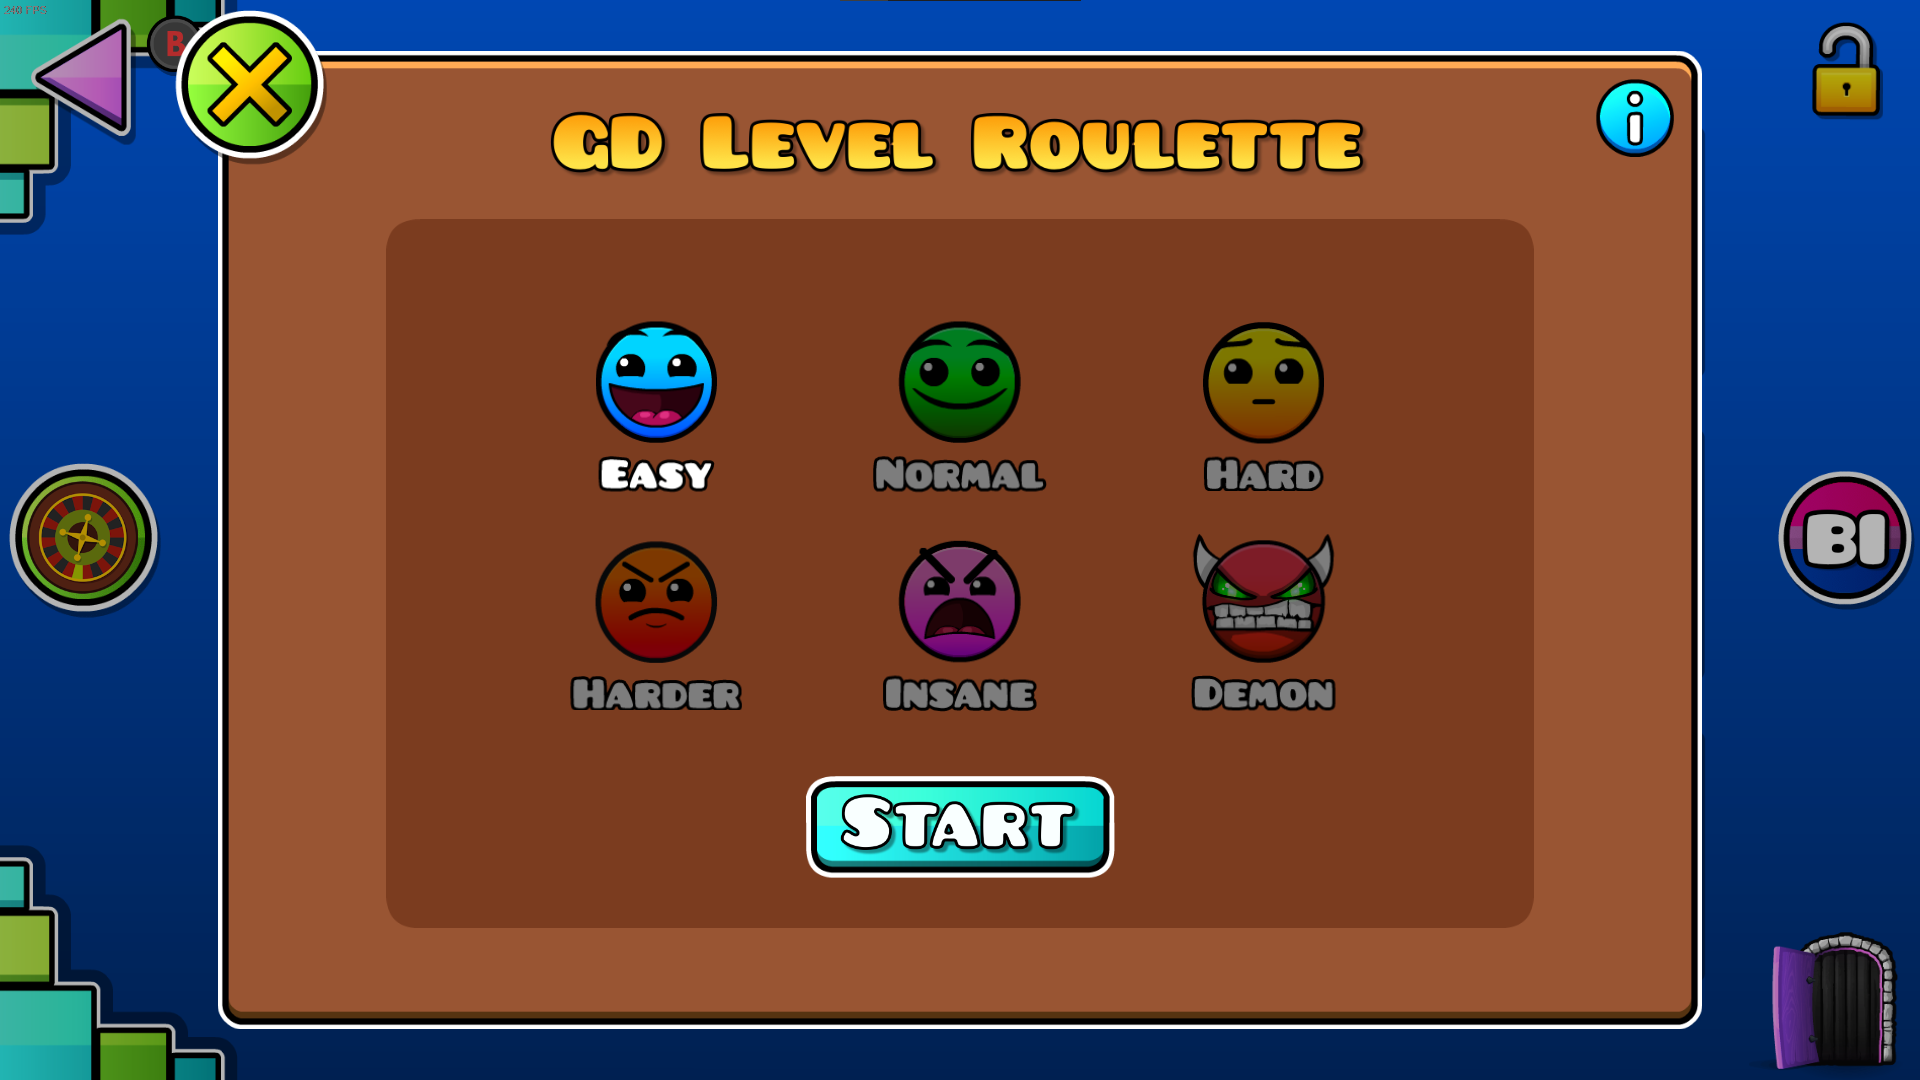 B
GD Level Roulette
i
Easy
Normal
Hard
BI
Harder
Insane
Demon
Start